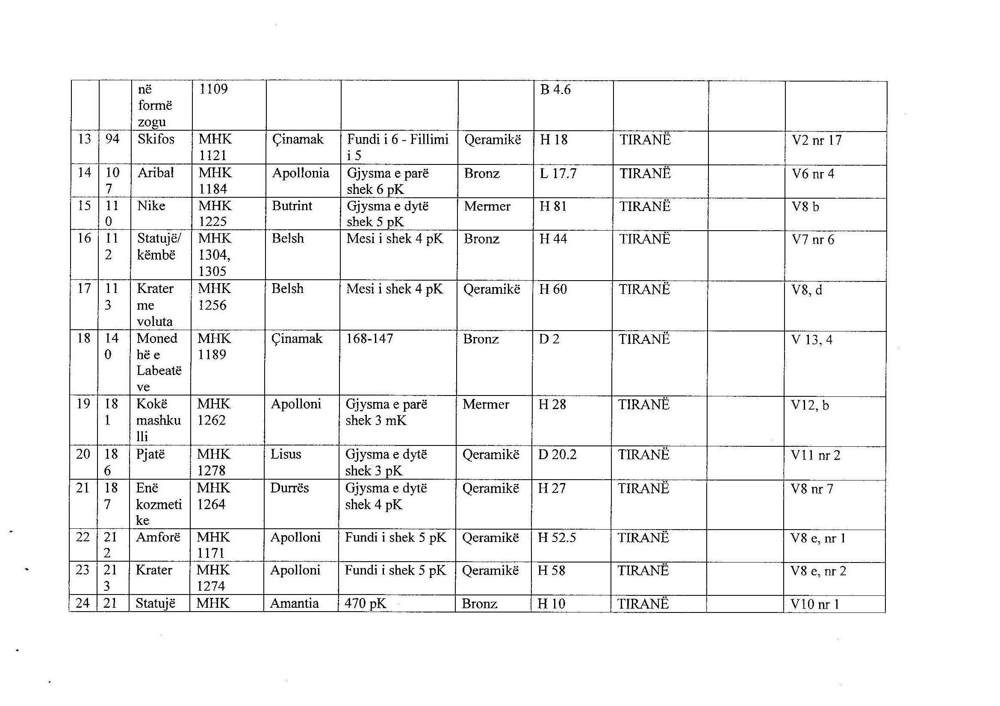 në 1109 B 4.6
formë
zogu
13 94 Skifos MHK Çinamak Fundi i 6 - Fillimi Qeramikë H 18 TIRANË V2 nr 17
1121 i 5
14 10 Aribal MHK Apollonia Gjysma e parë Bronz L 17.7 TIRANË V6 nr 4
7 1184 shek 6 pK
15 11 Nike MHK Butrint Gjysma e dytë Mermer H 81 TIRANË V8 b
0 1225 shek 5 pK
16 11 Statujë/ MHK Belsh Mesi i shek 4 pK Bronz H 44 TIRANË V7 nr 6
2 këmbë 1304,
1305
17 11 Krater MHK Belsh Mesi i shek 4 pK Qeramikë H 60 TIRANË V8, d
3 me 1256
voluta
18 14 Moned MHK Çinamak 168-147 Bronz D 2 TIRANË V 13, 4
0 hë e 1189
Labeatë
ve
19 18 Kokë MHK Apolloni Gjysma e parë Mermer H 28 TIRANË V12, b
1 mashku 1262 shek 3 mK
lli
20 18 Pjatë MHK Lisus Gjysma e dytë Qeramikë D 20.2 TIRANË V11 nr 2
6 1278 shek 3 pK
21 18 Enë MHK Durrës Gjysma e dytë Qeramikë H 27 TIRANË V8 nr 7
7 kozmeti 1264 shek 4 pK
ke
22 21 Amforë MHK Apolloni Fundi i shek 5 pK Qeramikë H 52.5 TIRANË V8 e, nr 1
2 1171
23 21 Krater MHK Apolloni Fundi i shek 5 pK Qeramikë H 58 TIRANË V8 e, nr 2
3 1274
24 21 Statujë MHK Amantia 470 pK Bronz H 10 TIRANË V10 nr 1